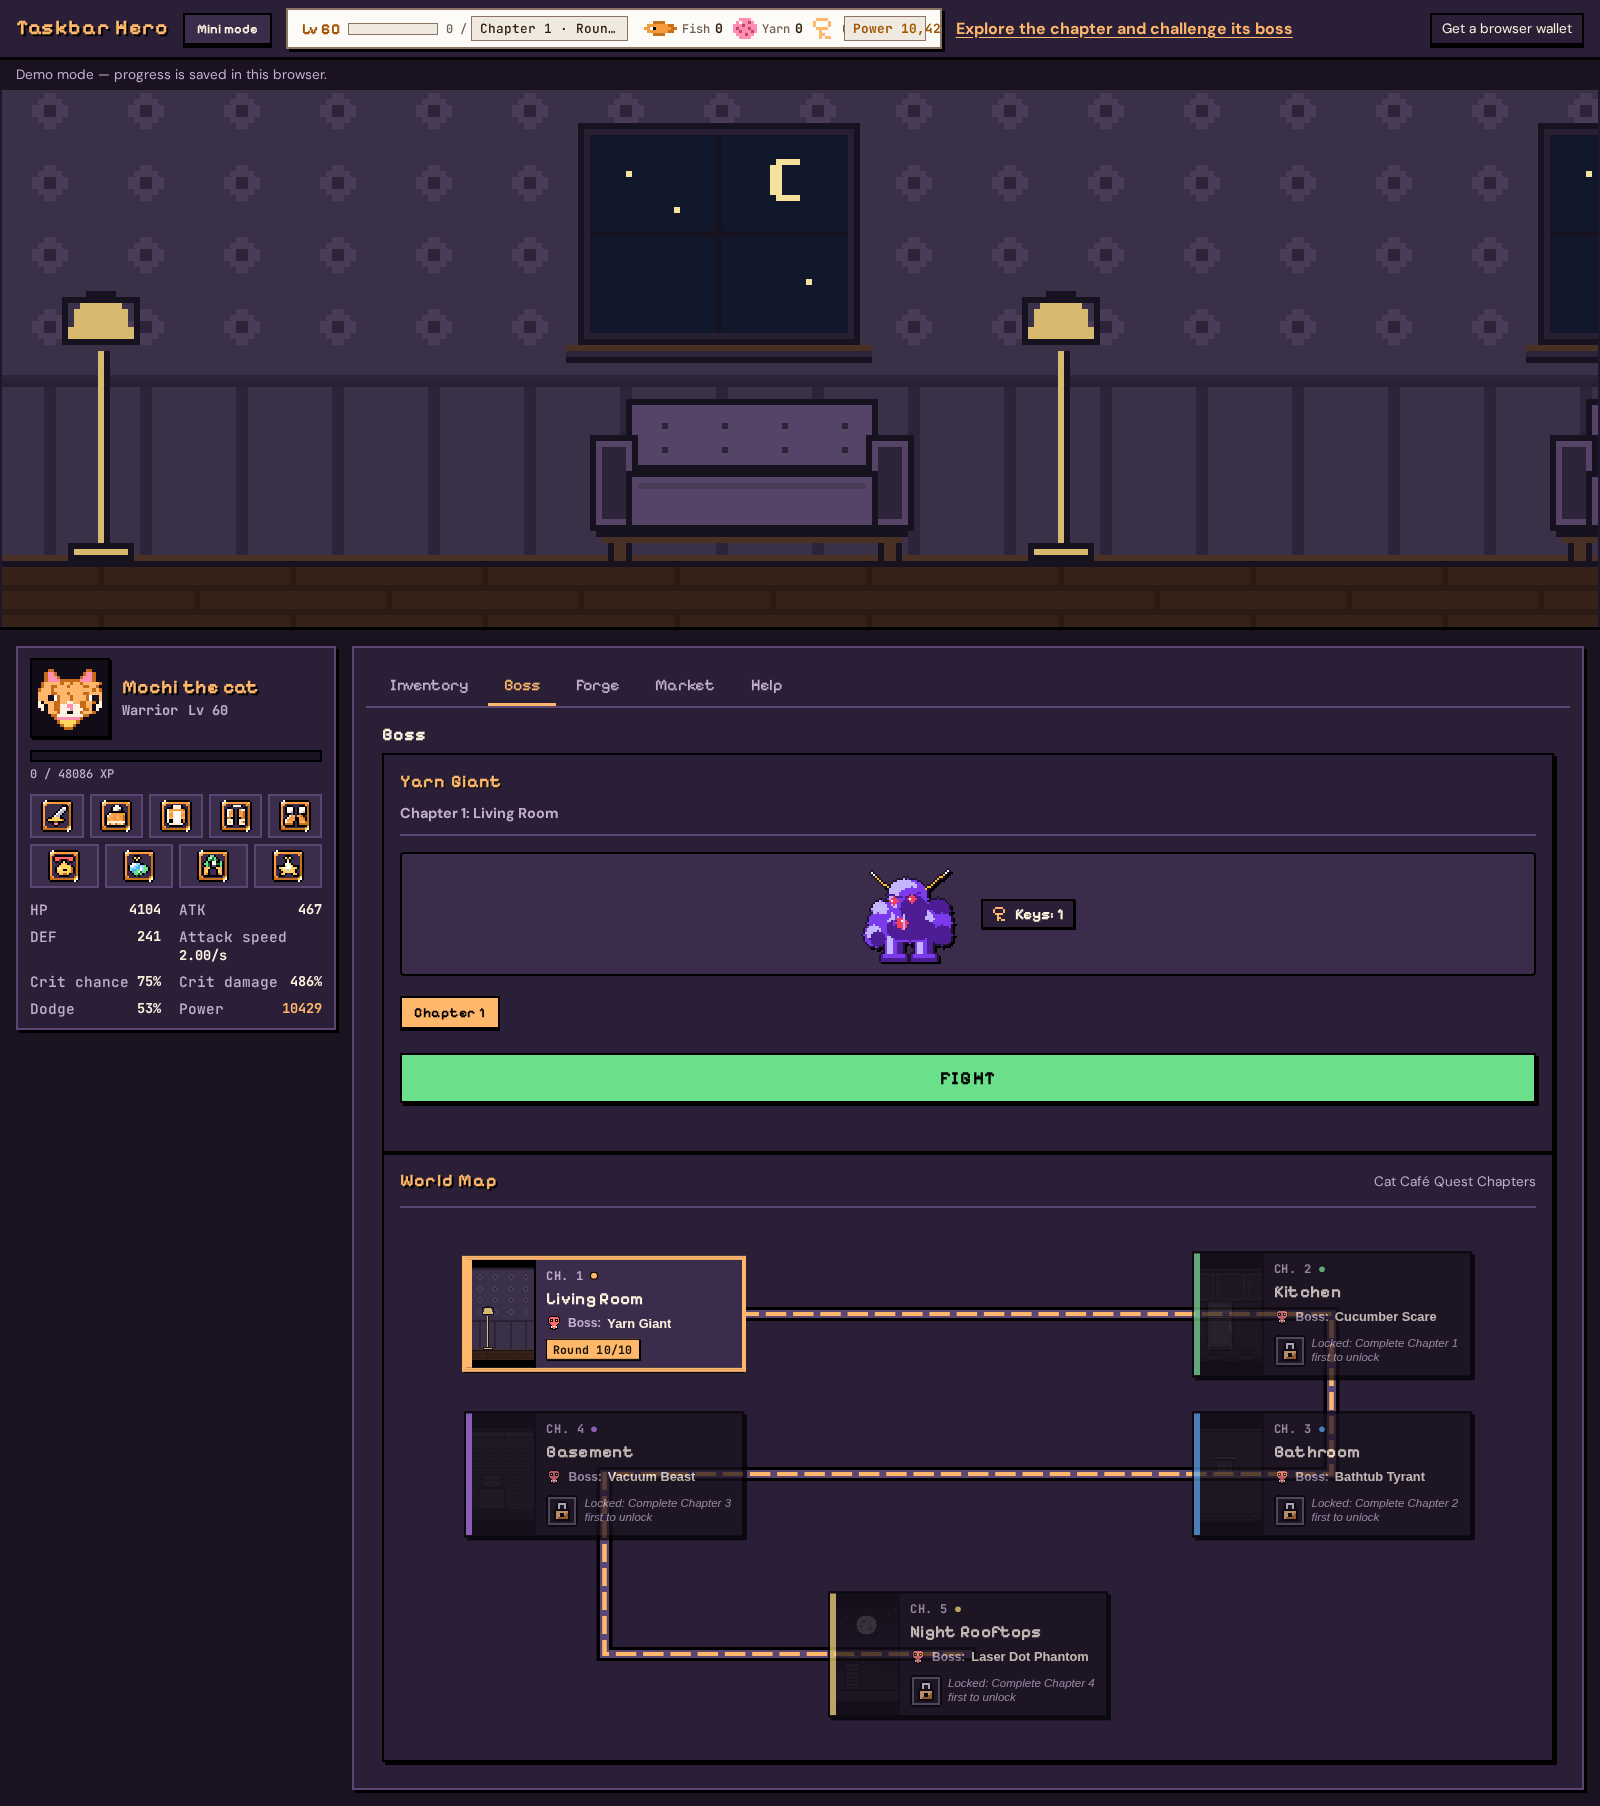 Taskbar Hero
Mini mode
Lv 60
0 /
Chapter 1 · Roun…
Fish 0
Yarn 0
Power 10,42
Explore the chapter and challenge its boss
Get a browser wallet
Demo mode — progress is saved in this browser.
Mochi the cat
Warrior Lv 60
0 / 48086 XP
HP 4104
ATK 467
DEF 241
Attack speed 2.00/s
Crit chance 75%
Crit damage 486%
Dodge 53%
Power 10429
Inventory
Boss
Forge
Market
Help
Boss
Yarn Giant
Chapter 1: Living Room
Keys: 1
Chapter 1
FIGHT
World Map
Cat Café Quest Chapters
CH. 1
Living Room
Boss: Yarn Giant
Round 10/10
CH. 2
Kitchen
Boss: Cucumber Scare
Locked: Complete Chapter 1
first to unlock
CH. 4
Basement
Boss: Vacuum Beast
Locked: Complete Chapter 3
first to unlock
CH. 3
Bathroom
Boss: Bathtub Tyrant
Locked: Complete Chapter 2
first to unlock
CH. 5
Night Rooftops
Boss: Laser Dot Phantom
Locked: Complete Chapter 4
first to unlock